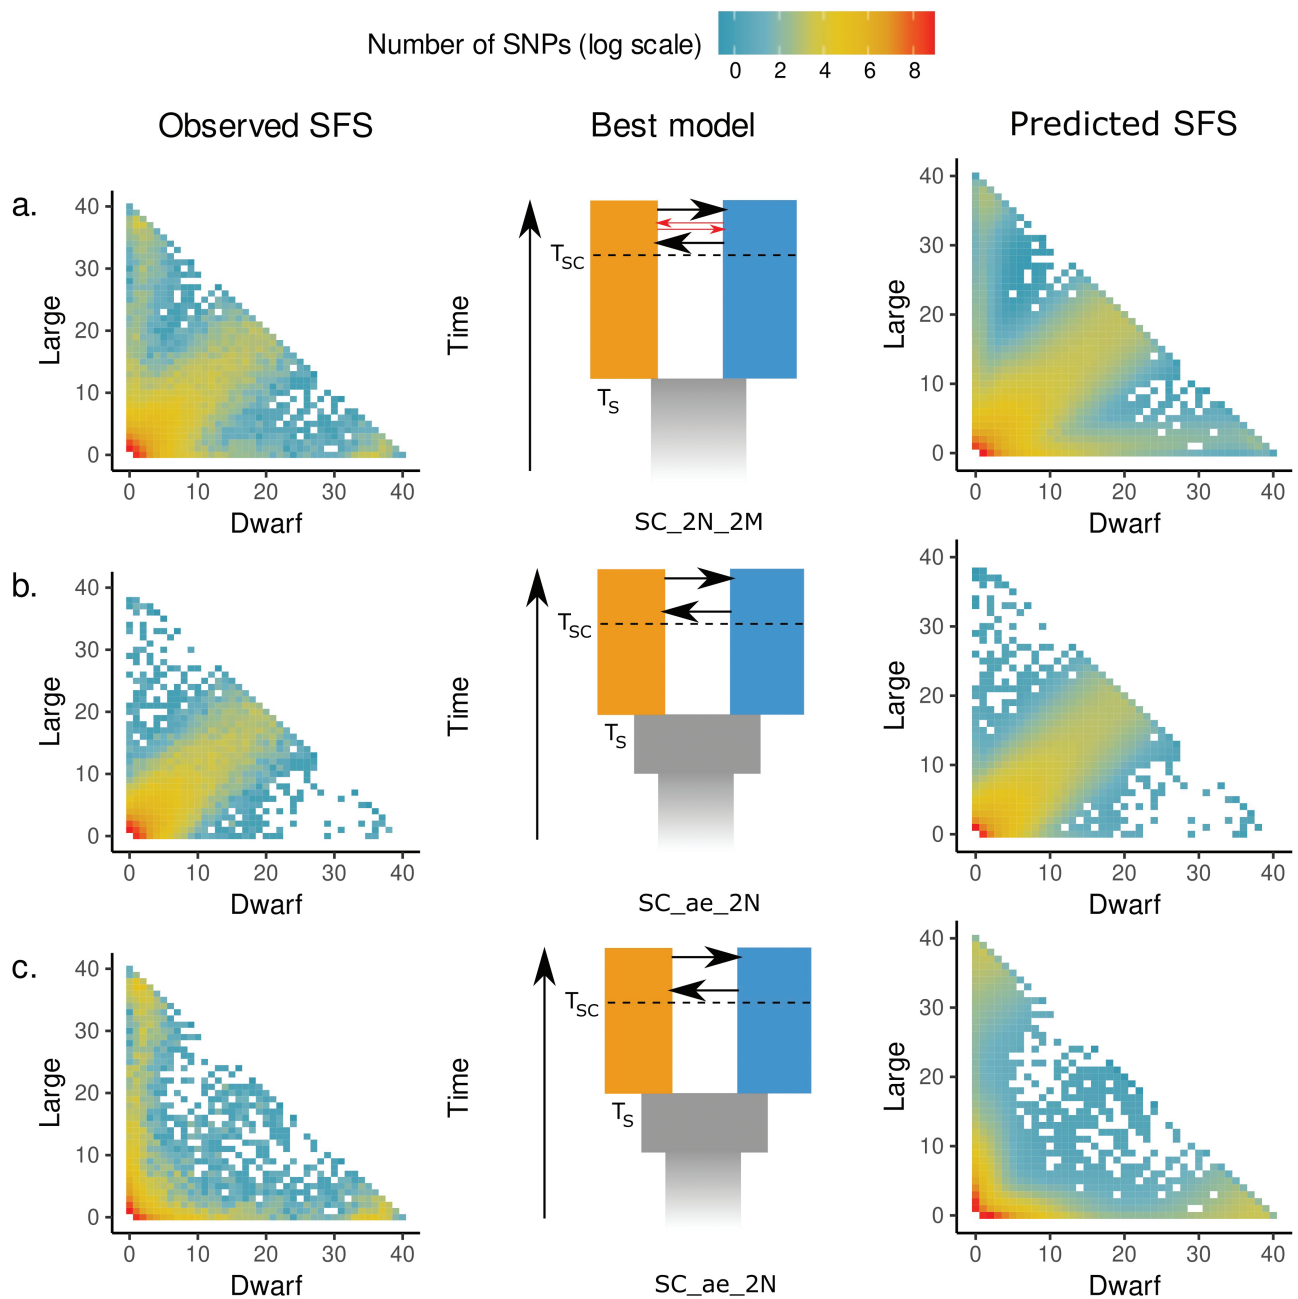 Number of SNPs (log scale)
0 2 4 6 8
Observed SFS Best model Predicted SFS
a.
Large
40
30
20
10
0
0 10 20 30 40
Dwarf
Time
TSC
TS
SC_2N_2M
Large
40
30
20
10
0
0 10 20 30 40
Dwarf
b.
Large
40
30
20
10
0
0 10 20 30 40
Dwarf
Time
TSC
TS
SC_ae_2N
Large
40
30
20
10
0
0 10 20 30 40
Dwarf
c.
Large
40
30
20
10
0
0 10 20 30 40
Dwarf
Time
TSC
TS
SC_ae_2N
Large
40
30
20
10
0
0 10 20 30 40
Dwarf